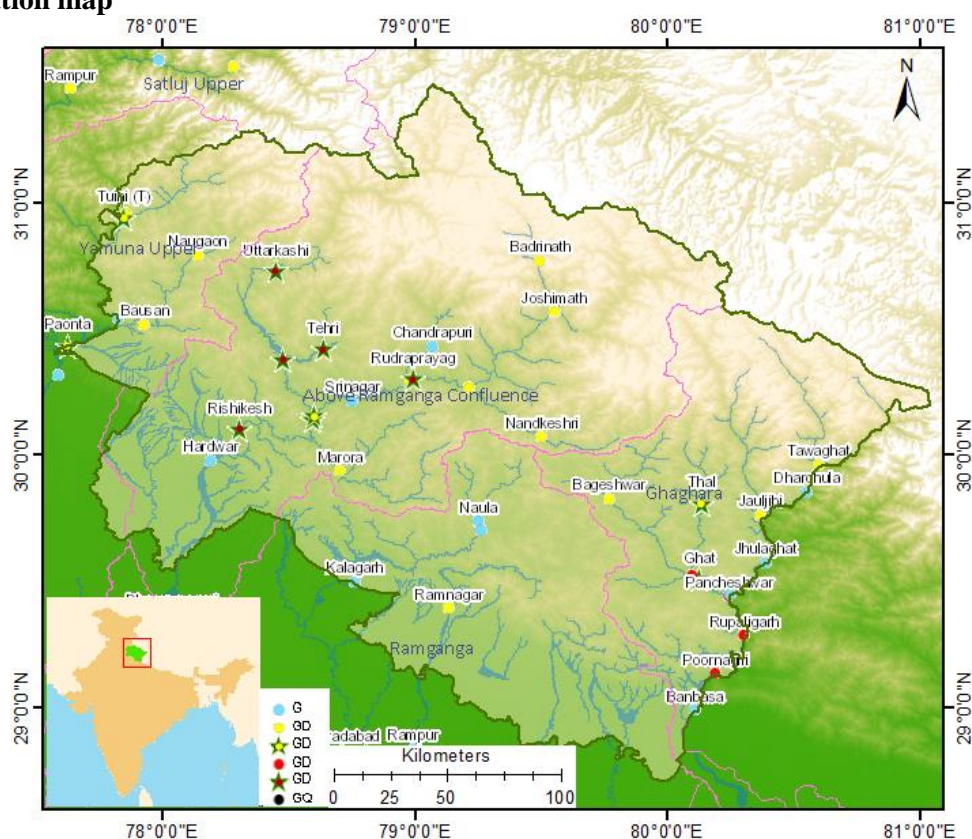 tion map
78°0'0"E 79°0'0"E 80°0'0"E 81°0'0"E
N
Rampur
Satluj Upper
31°0'0"N 31°0'0"N
Tuini (T)
Yamuna Upper
Naugaon
Uttarkashi
Badrinath
Joshimath
Bausan
Paonta
Tehri
Chandrapuri
Rudraprayag
Srinagar
Above Ramganga Confluence
Rishikesh
Nandkeshri
30°0'0"N 30°0'0"N
Hardwar
Marora
Tawaghat
Bageshwar
Thal
Dharchula
Ghaghara
Jauljibi
Naula
Jhulaghat
Kalagarh
Ghat
Pancheshwar
Ramnagar
Rupaligarh
Ramganga
Poornagiri
Banbasa
29°0'0"N 29°0'0"N
radabad Rampur
G
GD
GD
GD
GD
GQ
Kilometers
0 25 50 100
78°0'0"E 79°0'0"E 80°0'0"E 81°0'0"E